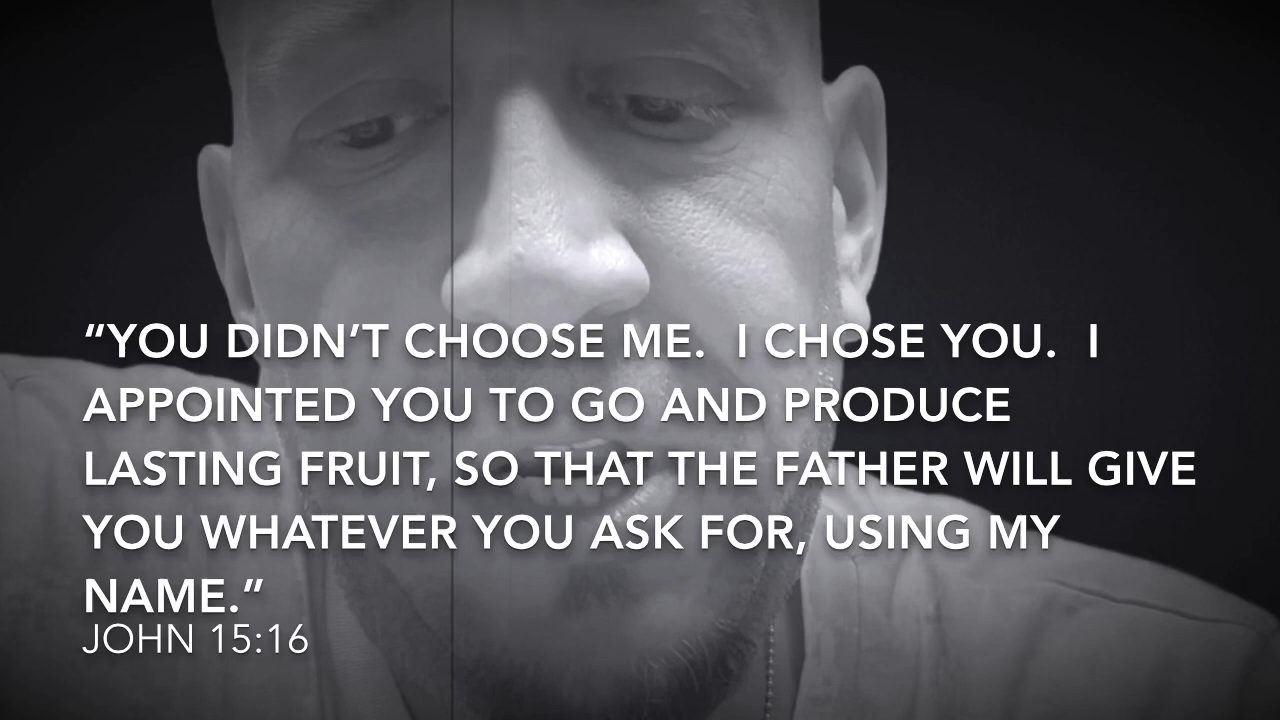 “YOU DIDN’T CHOOSE ME.  I CHOSE YOU.  I
APPOINTED YOU TO GO AND PRODUCE
LASTING FRUIT, SO THAT THE FATHER WILL GIVE
YOU WHATEVER YOU ASK FOR, USING MY
NAME.”
JOHN 15:16